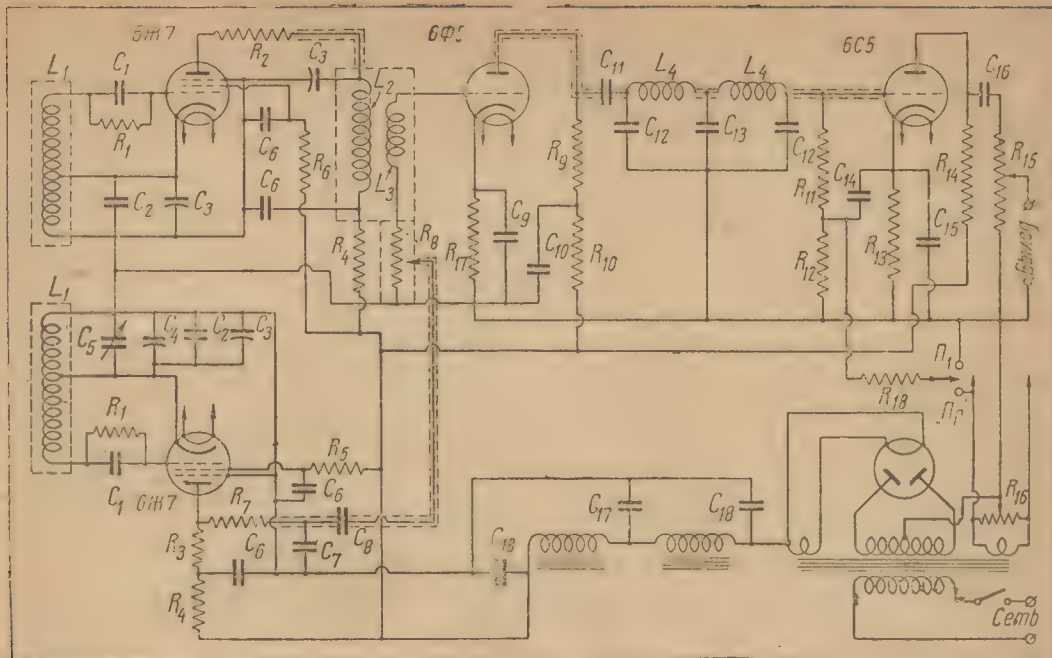 6Ж7
R₂
6Ф5
6С5
L₁
C₁
R₁
C₃
L₂
L₃
C₁₁
L₄
L₄
C₁₆
C₆
C₆
R₆
C₂
C₃
R₄
R₈
R₁₇
C₉
C₁₀
R₉
R₁₀
C₁₂
C₁₃
C₁₂
R₁₁
C₁₄
R₁₂
R₁₃
C₁₅
R₁₄
R₁₅
Выход
L₁
C₅
C₄
C₂
C₃
R₁
C₁
6Ж7
R₅
C₆
R₇
C₈
R₃
C₆
C₇
R₄
C₁₈
C₁₇
C₁₈
П₁
R₁₈
Пр
R₁₆
Сеть